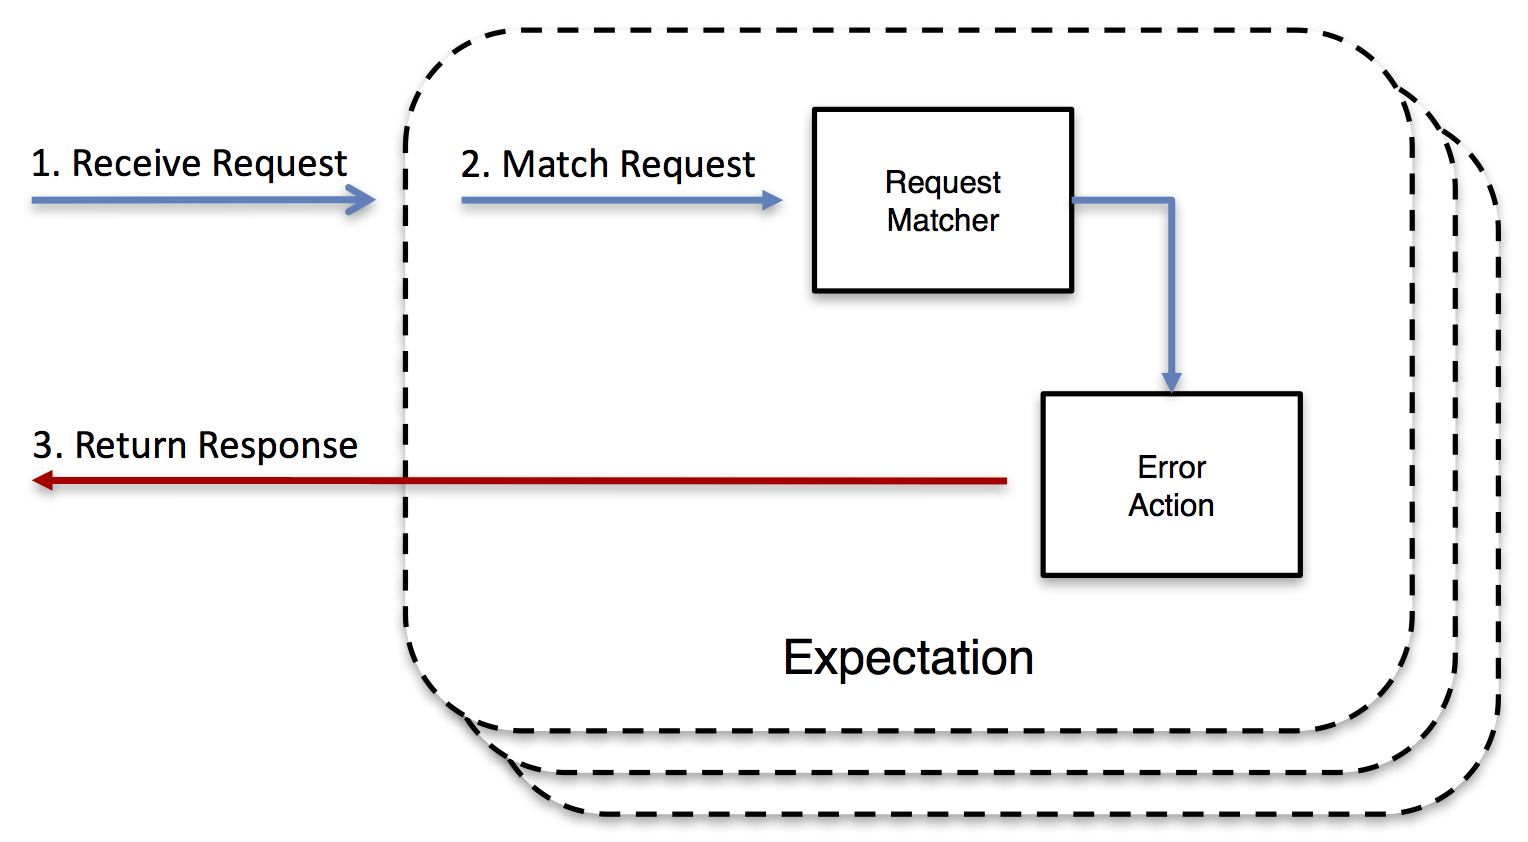 1. Receive Request
2. Match Request
Request
Matcher
3. Return Response
Error
Action
Expectation